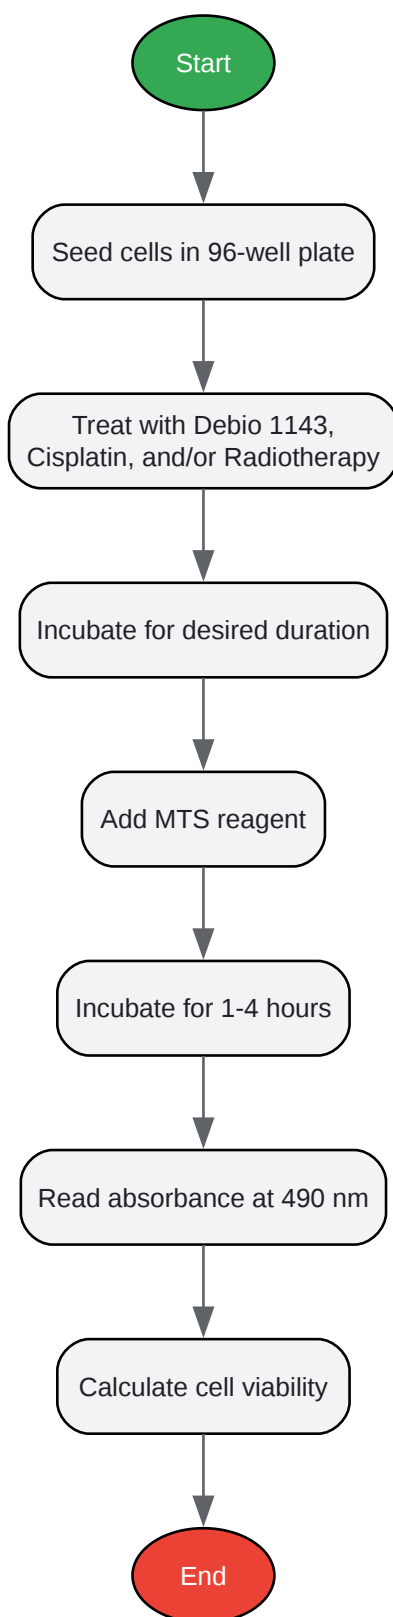 Start
Seed cells in 96-well plate
Treat with Debio 1143,
Cisplatin, and/or Radiotherapy
Incubate for desired duration
Add MTS reagent
Incubate for 1-4 hours
Read absorbance at 490 nm
Calculate cell viability
End